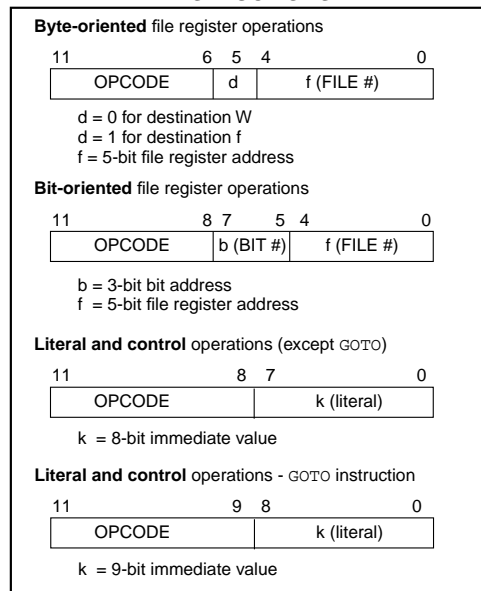 Byte-oriented file register operations
11 6 5 4 0
OPCODE d f (FILE #)
d = 0 for destination W
d = 1 for destination f
f = 5-bit file register address
Bit-oriented file register operations
11 8 7 5 4 0
OPCODE b (BIT #) f (FILE #)
b = 3-bit bit address
f = 5-bit file register address
Literal and control operations (except GOTO)
11 8 7 0
OPCODE k (literal)
k = 8-bit immediate value
Literal and control operations - GOTO instruction
11 9 8 0
OPCODE k (literal)
k = 9-bit immediate value